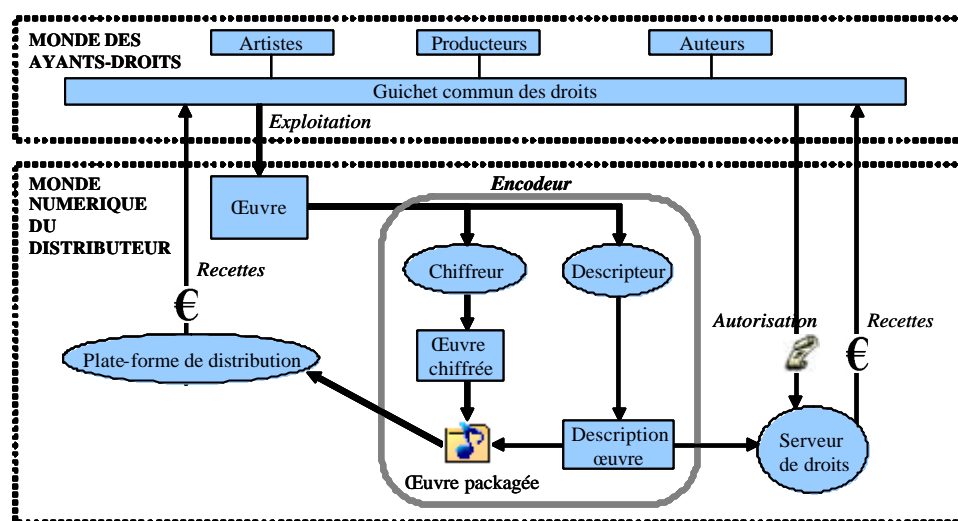 MONDE DES
AYANTS-DROITS
Artistes
Producteurs
Auteurs
Guichet commun des droits
Exploitation
MONDE
NUMERIQUE
DU
DISTRIBUTEUR
Œuvre
Encodeur
Chiffreur
Descripteur
Recettes
€
Autorisation
Recettes
€
Plate-forme de distribution
Œuvre
chiffrée
Description
œuvre
Serveur
de droits
Œuvre packagée